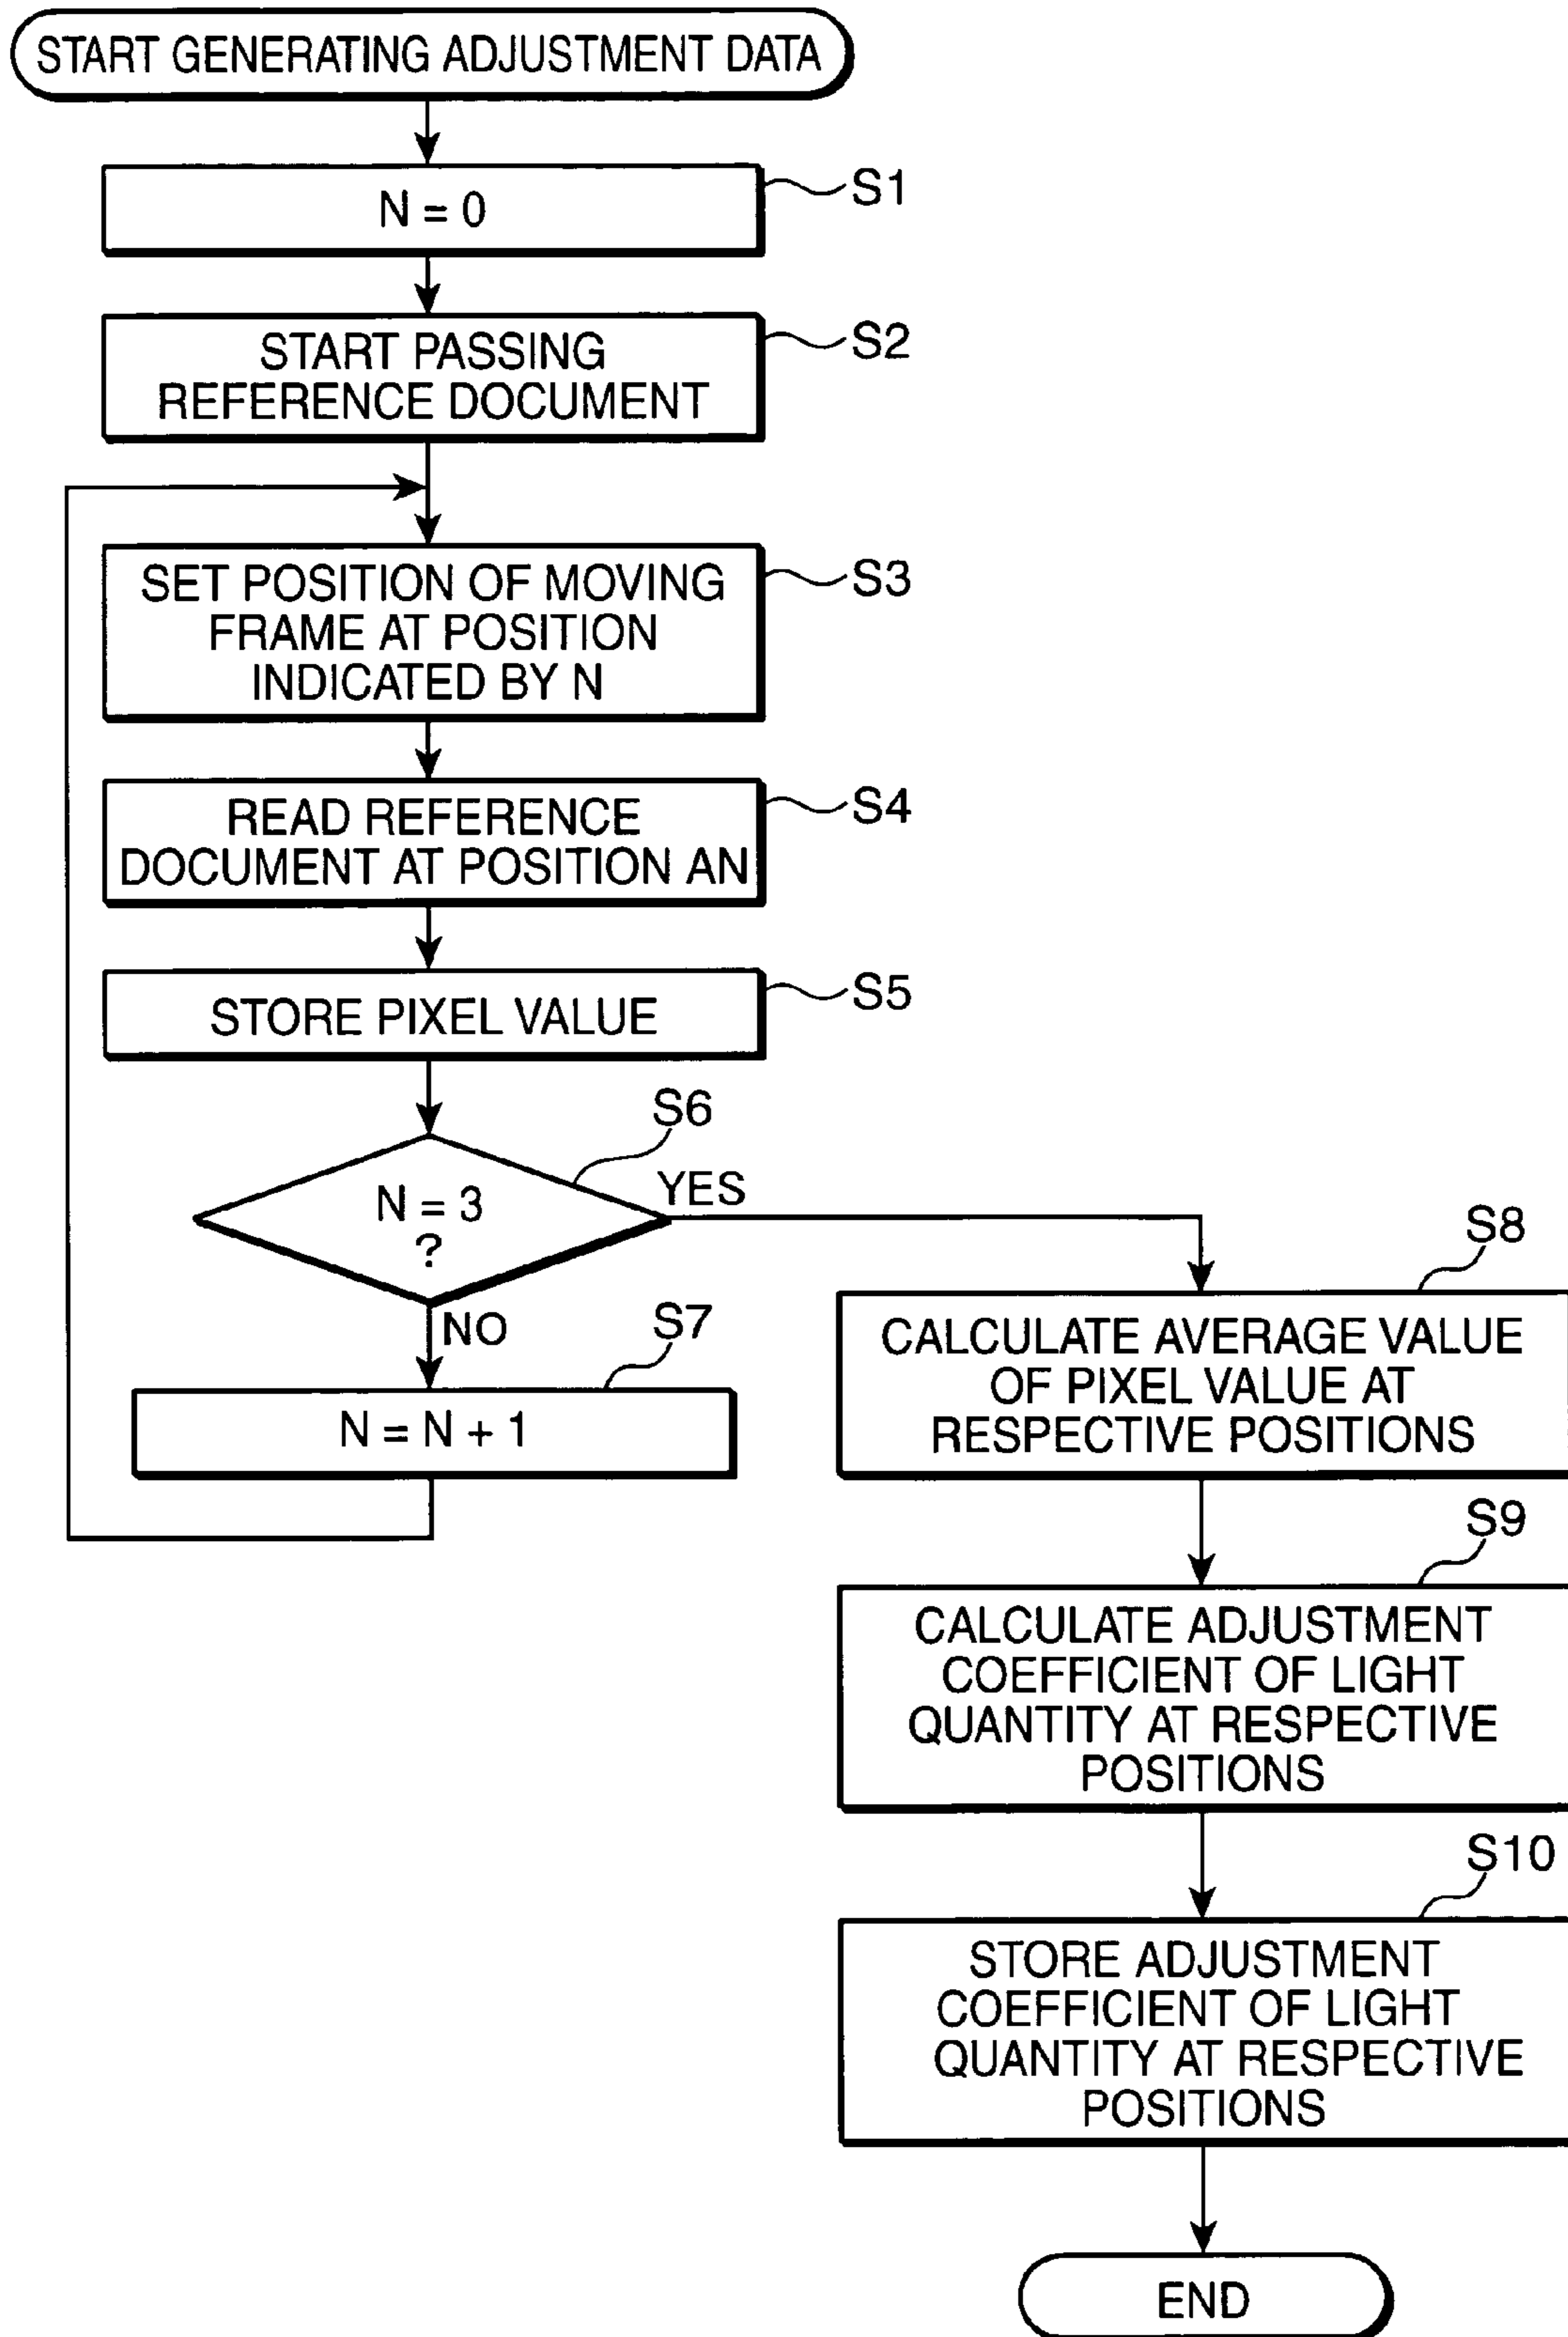 START GENERATING ADJUSTMENT DATA
N = 0
S1
START PASSING
REFERENCE DOCUMENT
S2
SET POSITION OF MOVING
FRAME AT POSITION
INDICATED BY N
S3
READ REFERENCE
DOCUMENT AT POSITION AN
S4
STORE PIXEL VALUE
S5
S6
N = 3
?
YES
NO
S7
N = N + 1
S8
CALCULATE AVERAGE VALUE
OF PIXEL VALUE AT
RESPECTIVE POSITIONS
S9
CALCULATE ADJUSTMENT
COEFFICIENT OF LIGHT
QUANTITY AT RESPECTIVE
POSITIONS
S10
STORE ADJUSTMENT
COEFFICIENT OF LIGHT
QUANTITY AT RESPECTIVE
POSITIONS
END